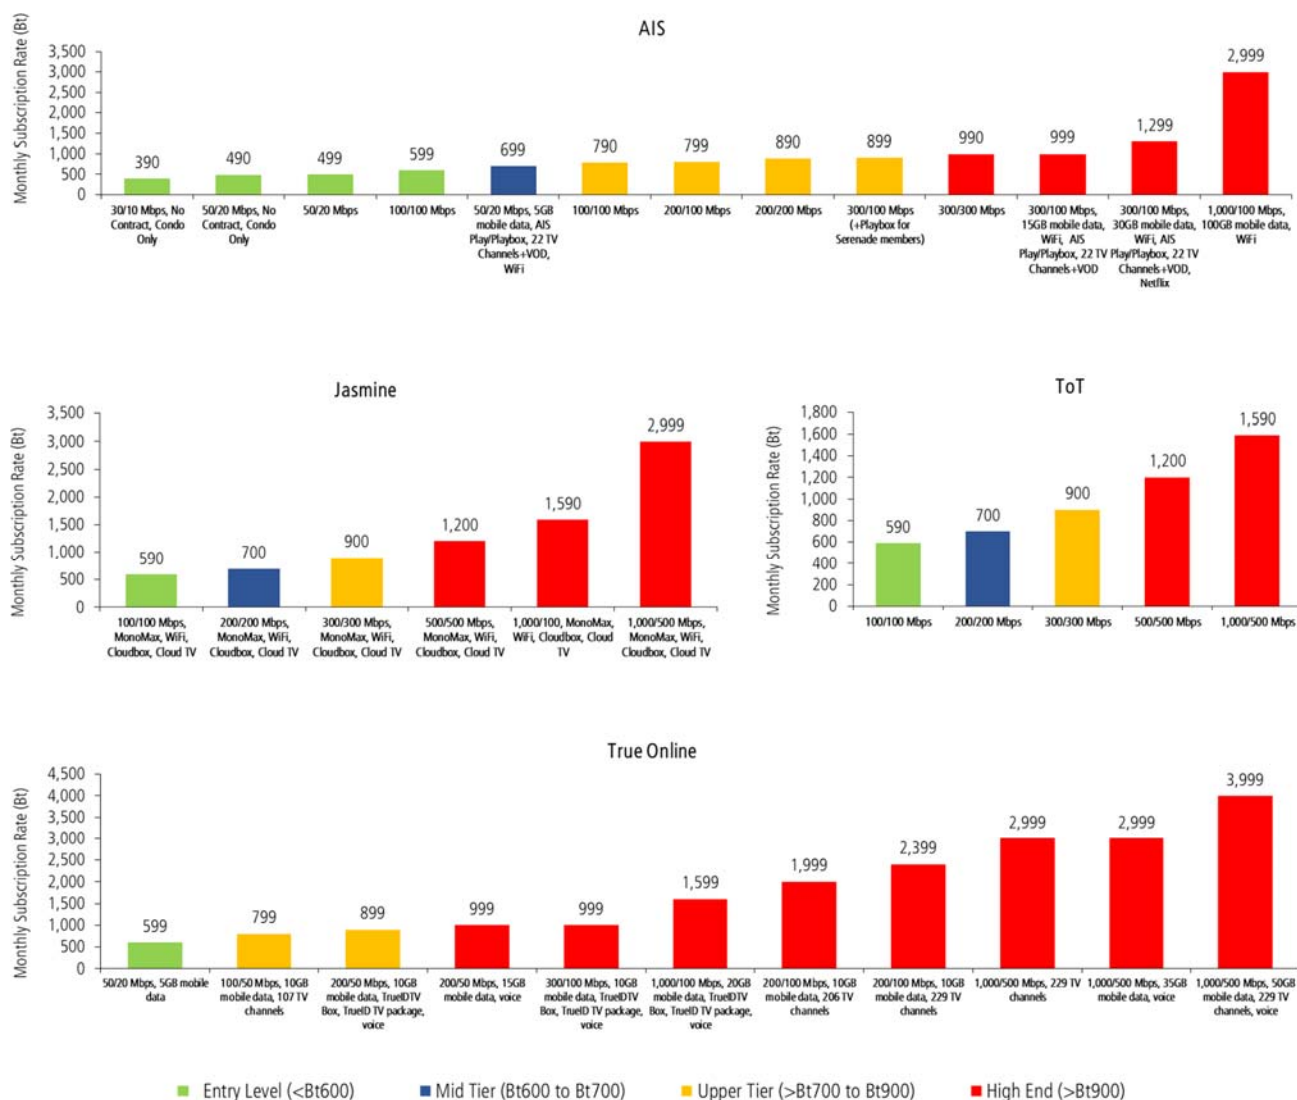 AIS
Monthly Subscription Rate (Bt)
3,500
3,000
2,500
2,000
1,500
1,000
500
0
390
490
499
599
699
790
799
890
899
990
999
1,299
2,999
30/10 Mbps, No
Contract, Condo
Only
50/20 Mbps, No
Contract, Condo
Only
50/20 Mbps
100/100 Mbps
50/20 Mbps, 5GB
mobile data, AIS
Play/Playbox, 22 TV
Channels+VOD,
WiFi
100/100 Mbps
200/100 Mbps
200/200 Mbps
300/100 Mbps
(+Playbox for
Serenade members)
300/300 Mbps
300/100 Mbps,
15GB mobile data,
WiFi, AIS
Play/Playbox, 22 TV
Channels+VOD
300/100 Mbps,
30GB mobile data,
WiFi, AIS
Play/Playbox, 22 TV
Channels+VOD,
Netflix
1,000/100 Mbps,
100GB mobile data,
WiFi
Jasmine
Monthly Subscription Rate (Bt)
3,500
3,000
2,500
2,000
1,500
1,000
500
0
590
700
900
1,200
1,590
2,999
100/100 Mbps,
MonoMax, WiFi,
Cloudbox, Cloud TV
200/200 Mbps,
MonoMax, WiFi,
Cloudbox, Cloud TV
300/300 Mbps,
MonoMax, WiFi,
Cloudbox, Cloud TV
500/500 Mbps,
MonoMax, WiFi,
Cloudbox, Cloud TV
1,000/100, MonoMax,
WiFi, Cloudbox, Cloud
TV
1,000/500 Mbps,
MonoMax, WiFi,
Cloudbox, Cloud TV
ToT
Monthly Subscription Rate (Bt)
1,800
1,600
1,400
1,200
1,000
800
600
400
200
0
590
700
900
1,200
1,590
100/100 Mbps
200/200 Mbps
300/300 Mbps
500/500 Mbps
1,000/500 Mbps
True Online
Monthly Subscription Rate (Bt)
4,500
4,000
3,500
3,000
2,500
2,000
1,500
1,000
500
0
599
799
899
999
999
1,599
1,999
2,399
2,999
2,999
3,999
50/20 Mbps, 5GB mobile
data
100/50 Mbps, 10GB
mobile data, 107 TV
channels
200/50 Mbps, 10GB
mobile data, TrueIDTV
Box, TrueID TV package,
voice
200/50 Mbps, 15GB
mobile data, voice
300/100 Mbps, 10GB
mobile data, TrueIDTV
Box, TrueID TV package,
voice
1,000/100 Mbps, 20GB
mobile data, TrueIDTV
Box, TrueID TV package,
voice
200/100 Mbps, 10GB
mobile data, 206 TV
channels
200/100 Mbps, 10GB
mobile data, 229 TV
channels
1,000/500 Mbps, 229 TV
channels
1,000/500 Mbps, 35GB
mobile data, voice
1,000/500 Mbps, 50GB
mobile data, 229 TV
channels, voice
Entry Level (<Bt600)
Mid Tier (Bt600 to Bt700)
Upper Tier (>Bt700 to Bt900)
High End (>Bt900)